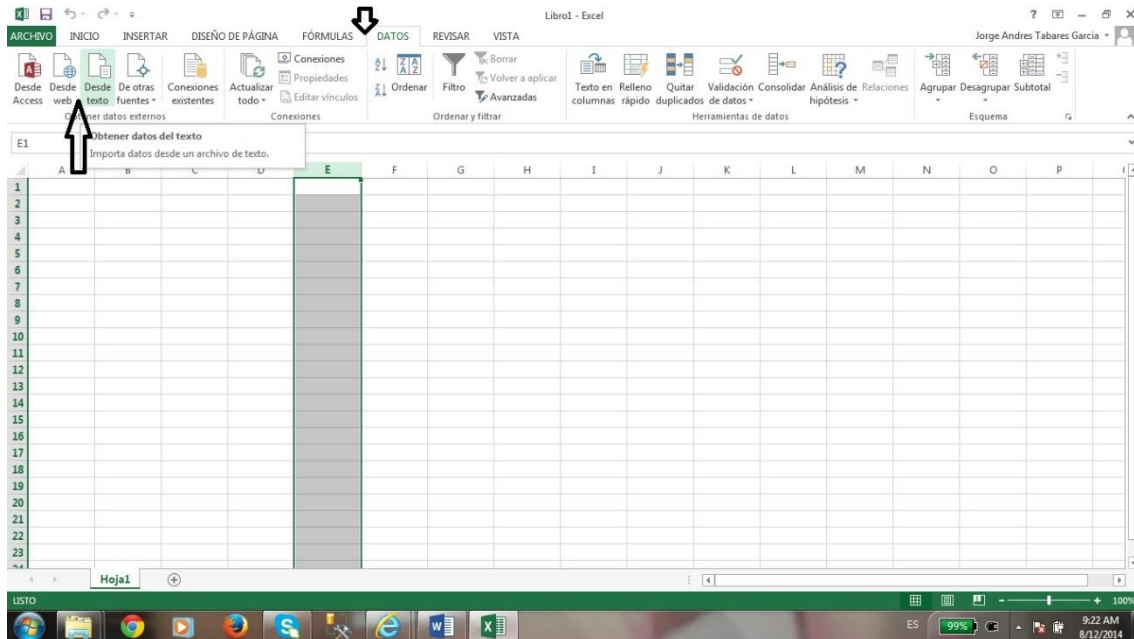 Libro1 - Excel
ARCHIVO INICIO INSERTAR DISEÑO DE PÁGINA FÓRMULAS DATOS REVISAR VISTA
Jorge Andres Tabares Garcia
Desde Access
Desde web
Desde texto
De otras fuentes
Conexiones existentes
Actualizar todo
Conexiones
Propiedades
Editar vínculos
Ordenar
Filtro
Borrar
Volver a aplicar
Avanzadas
Texto en columnas
Relleno rápido
Quitar duplicados
Validación de datos
Consolidar
Análisis de hipótesis
Relaciones
Agrupar
Desagrupar
Subtotal
datos externos
Conexiones
Ordenar y filtrar
Herramientas de datos
Esquema
E1
Obtener datos del texto
Importa datos desde un archivo de texto.
A B C D E F G H I J K L M N O P
1
2
3
4
5
6
7
8
9
10
11
12
13
14
15
16
17
18
19
20
21
22
23
24
Hoja1
LISTO
100%
ES
99%
9:22 AM
8/12/2014